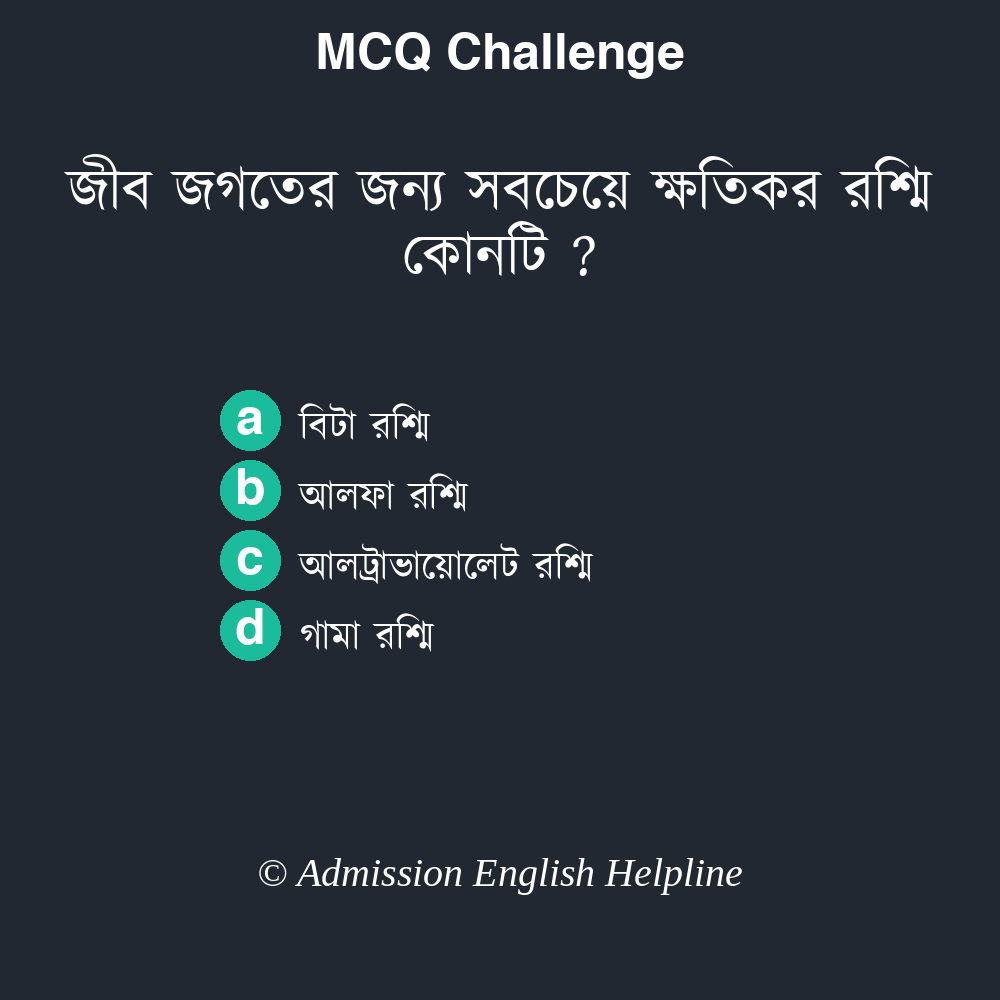 MCQ Challenge
জীব জগতের জন্য সবচেয়ে ক্ষতিকর রশ্মি
কোনটি ?
a বিটা রশ্মি
b আলফা রশ্মি
c আলট্রাভায়োলেট রশ্মি
d গামা রশ্মি
© Admission English Helpline